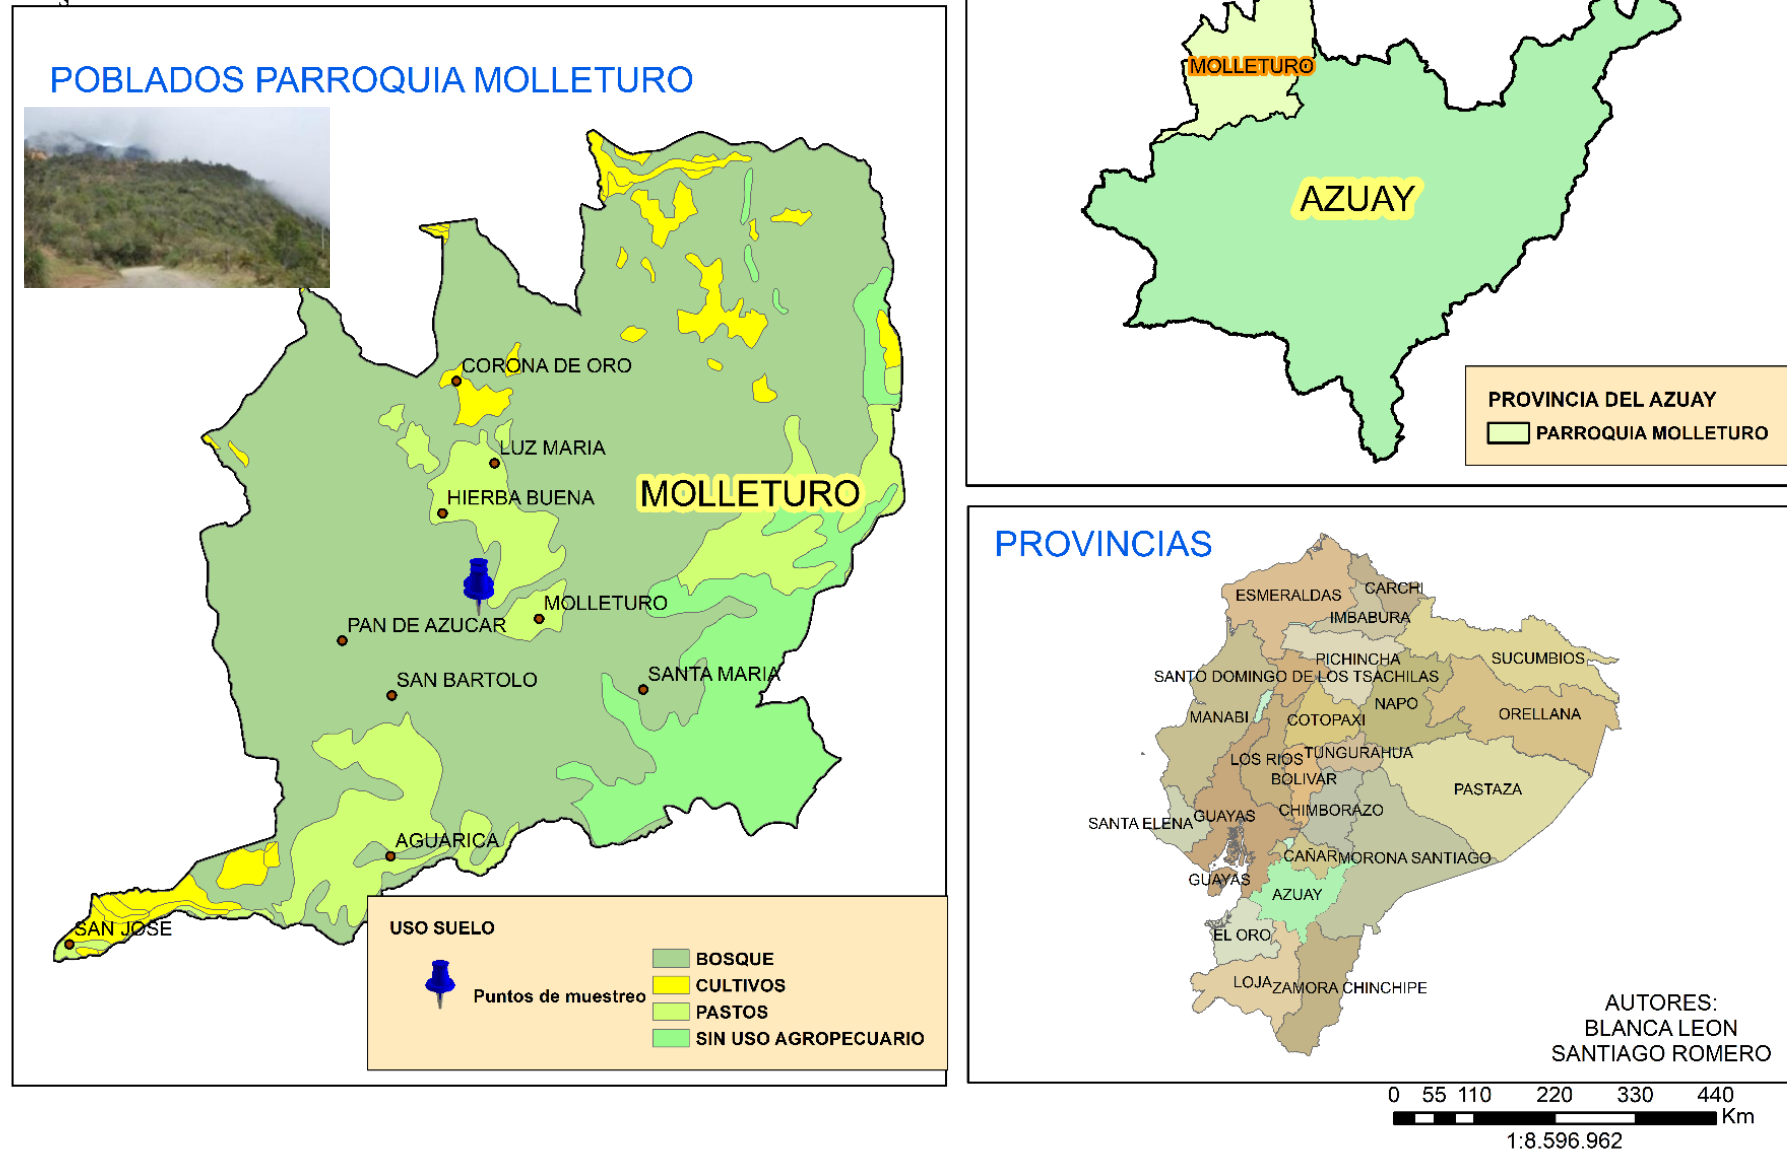 POBLADOS PARROQUIA MOLLETURO
CORONA DE ORO
LUZ MARIA
HIERBA BUENA
MOLLETURO
MOLLETURO
PAN DE AZUCAR
SAN BARTOLO
SANTA MARIA
AGUARICA
SAN JOSE
USO SUELO
Puntos de muestreo
BOSQUE
CULTIVOS
PASTOS
SIN USO AGROPECUARIO
MOLLETURO
AZUAY
PROVINCIA DEL AZUAY
PARROQUIA MOLLETURO
PROVINCIAS
ESMERALDAS
CARCHI
IMBABURA
PICHINCHA
SUCUMBIOS
SANTO DOMINGO DE LOS TSACHILAS
NAPO
MANABI
COTOPAXI
ORELLANA
LOS RIOS
TUNGURAHUA
BOLIVAR
PASTAZA
SANTA ELENA
GUAYAS
CHIMBORAZO
CAÑAR
MORONA SANTIAGO
GUAYAS
AZUAY
EL ORO
LOJA
ZAMORA CHINCHIPE
AUTORES:
BLANCA LEON
SANTIAGO ROMERO
0 55 110 220 330 440
Km
1:8.596.962